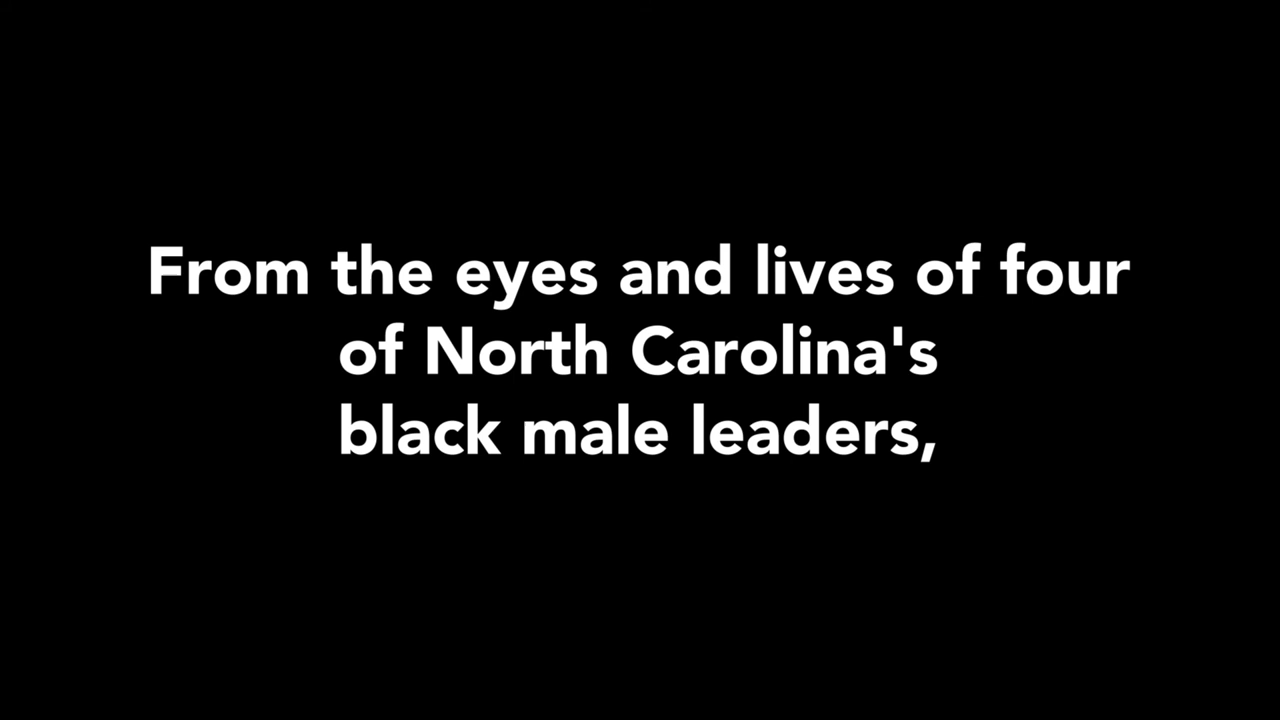 From the eyes and lives of four
of North Carolina's
black male leaders,